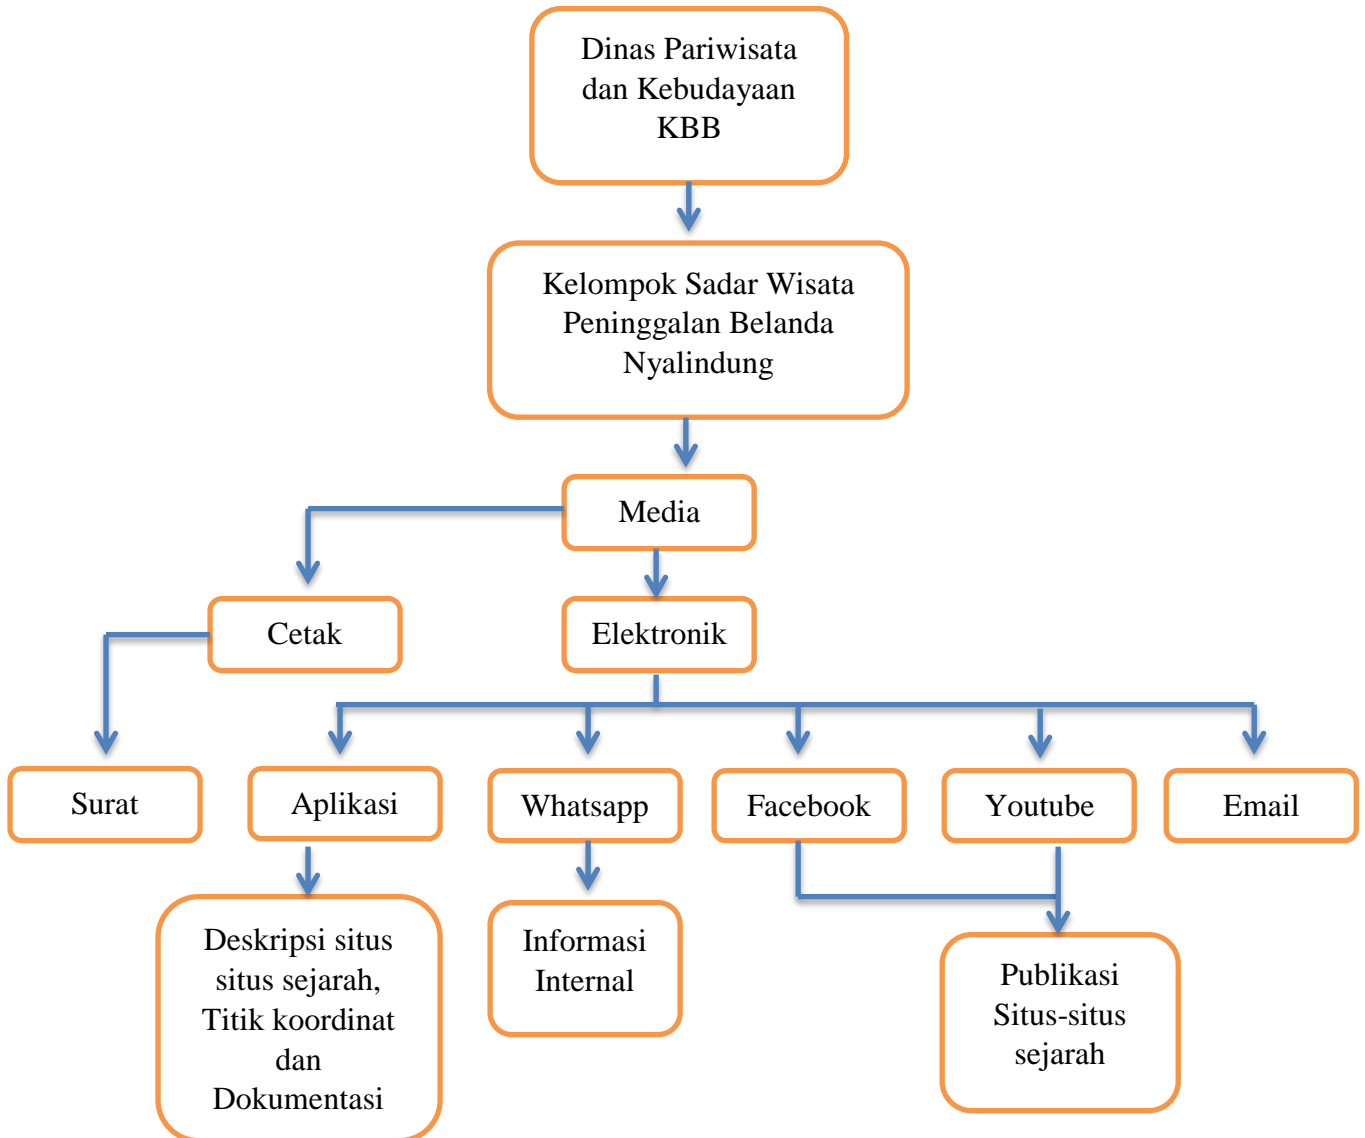 Dinas Pariwisata
dan Kebudayaan
KBB
Kelompok Sadar Wisata
Peninggalan Belanda
Nyalindung
Media
Cetak
Elektronik
Surat
Aplikasi
Whatsapp
Facebook
Youtube
Email
Deskripsi situs
situs sejarah,
Titik koordinat
dan
Dokumentasi
Informasi
Internal
Publikasi
Situs-situs
sejarah